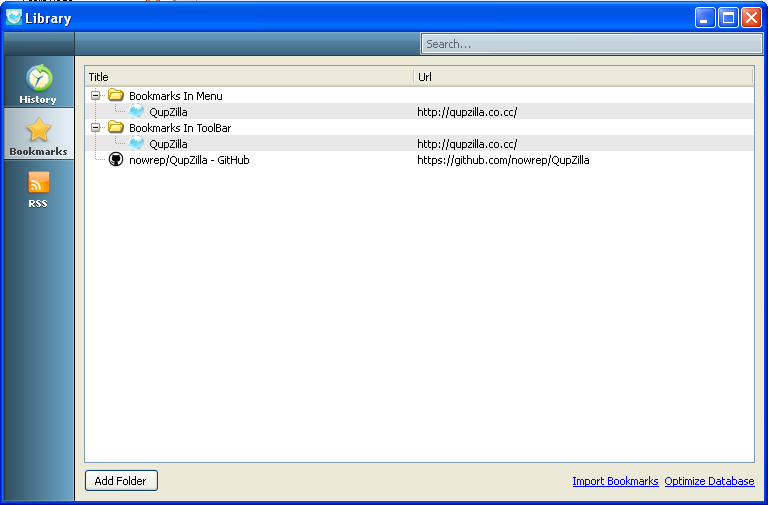 Library
Search...
History
Bookmarks
RSS
Title Url
Bookmarks In Menu
QupZilla http://qupzilla.co.cc/
Bookmarks In ToolBar
QupZilla http://qupzilla.co.cc/
nowrep/QupZilla - GitHub https://github.com/nowrep/QupZilla
Add Folder
Import Bookmarks Optimize Database